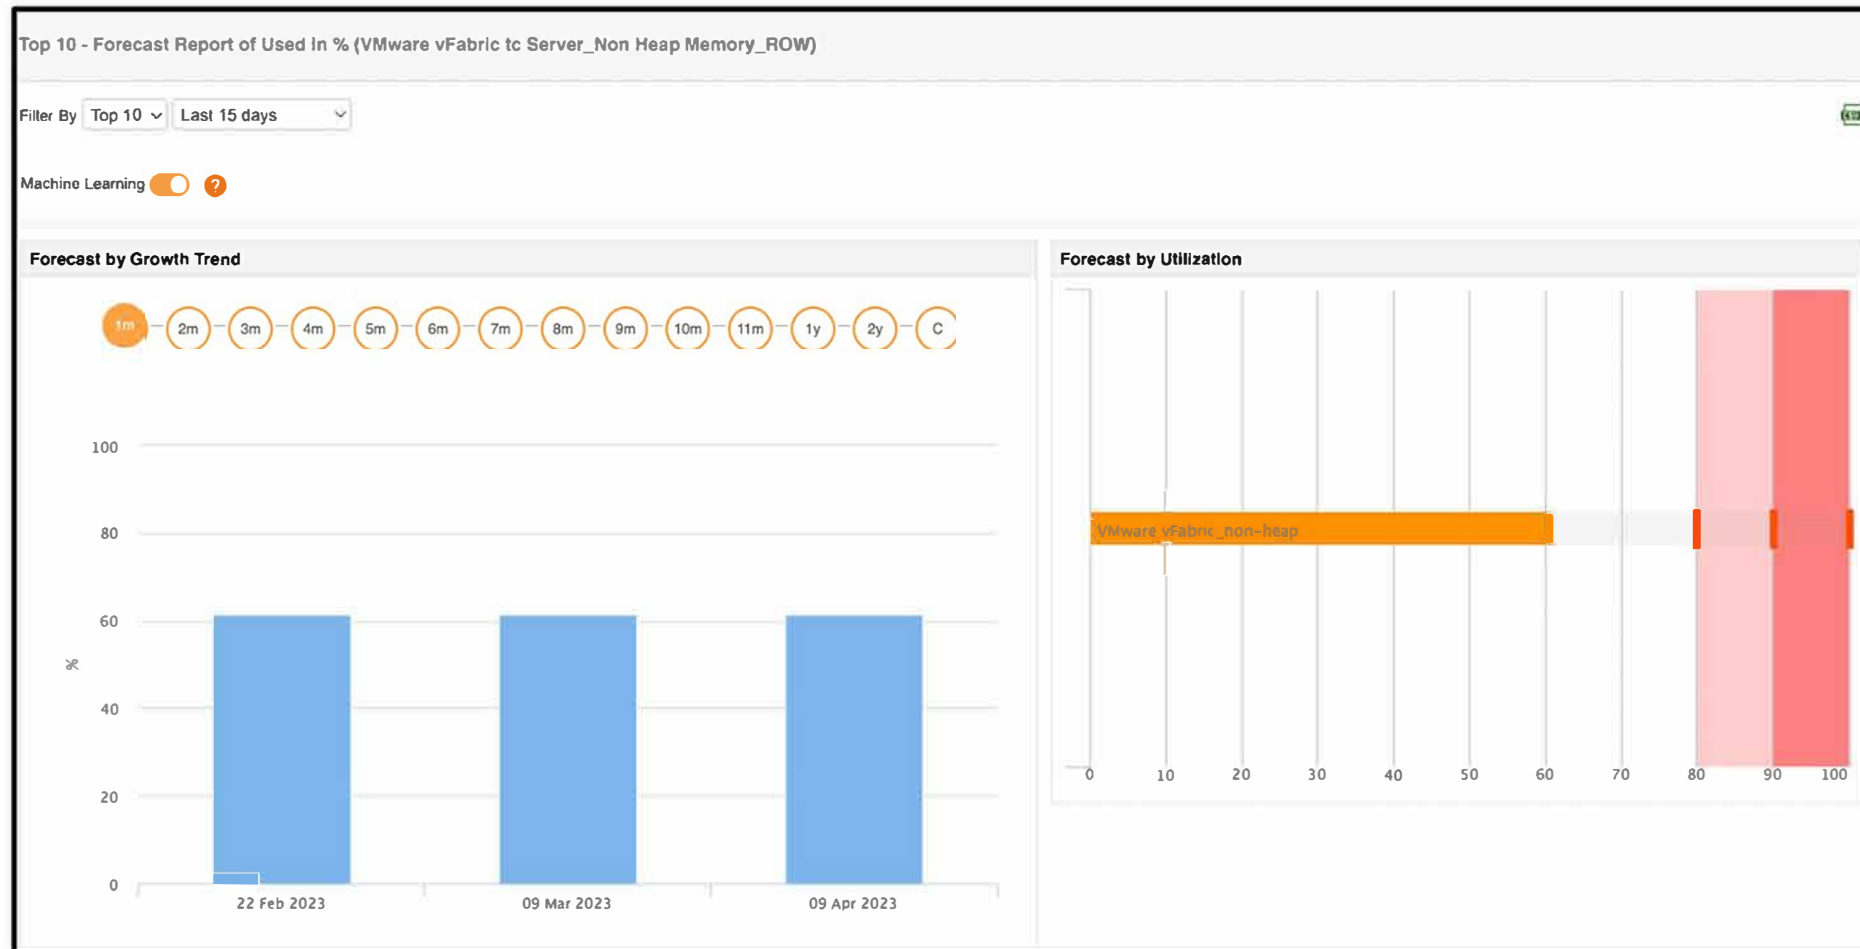 Top 10 - Forecast Report of Used in % (VMware vFabric tc Server_Non Heap Memory_ROW)
Filter By Top 10 Last 15 days
Machine Learning ?
Forecast by Growth Trend
1m 2m 3m 4m 5m 6m 7m 8m 9m 10m 11m 1y 2y C
100
80
60
%
40
20
0
22 Feb 2023 09 Mar 2023 09 Apr 2023
Forecast by Utilization
VMware vFabric_non-heap
0 10 20 30 40 50 60 70 80 90 100